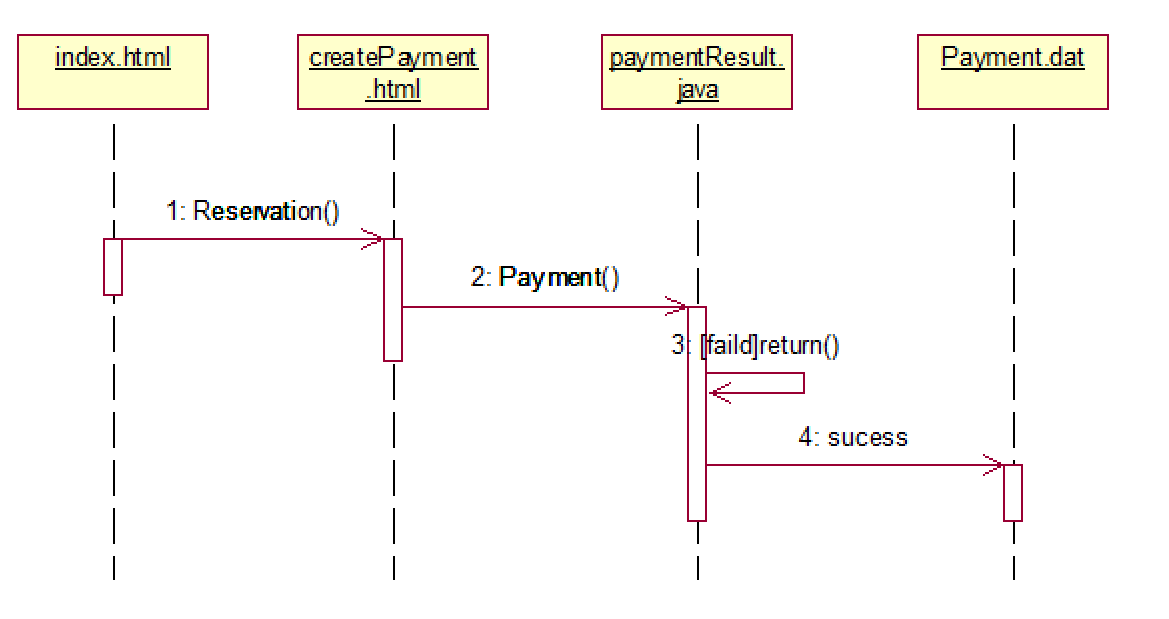 index.html
createPayment
.html
paymentResult.
java
Payment.dat
1: Reservation()
2: Payment()
3: [faild]return()
4: sucess